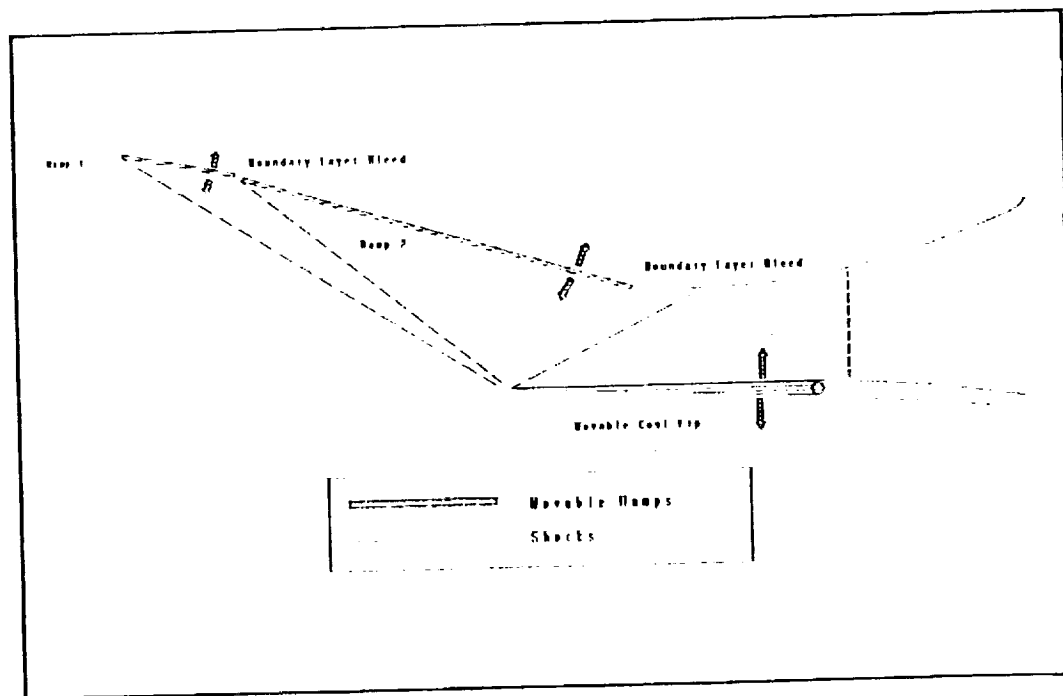 Ramp 1
Boundary Layer Bleed
Ramp 2
Boundary Layer Bleed
Movable Cowl Lip
Movable Ramps
Shocks